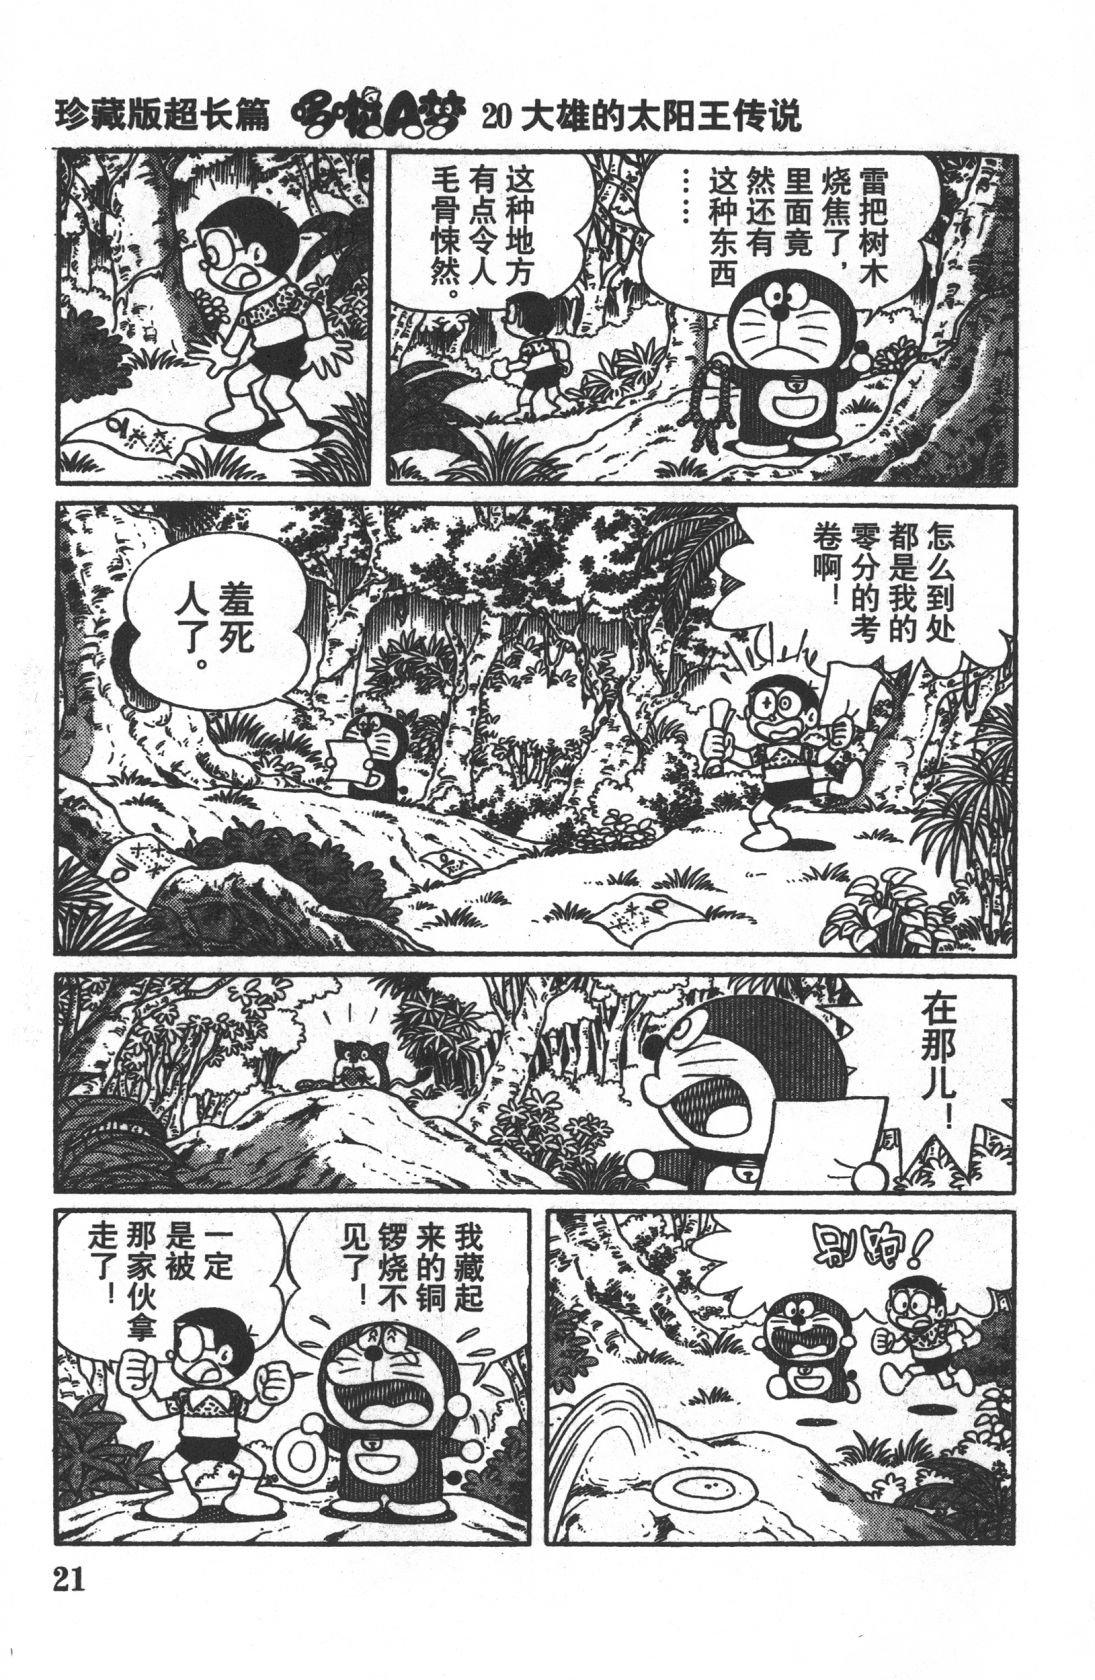 珍藏版超长篇 哆啦A梦 20 大雄的太阳王传说
雷把树木
烧焦了,
里面竟
然还有
这种东西
……
这种地方
有点令人
毛骨悚然。
怎么到处
都是我的
零分的考
卷啊!
羞死
人了。
在那儿!
别跑!
我藏起
来的铜
锣烧不
见了!
一定
是被
那家伙拿
走了!
21